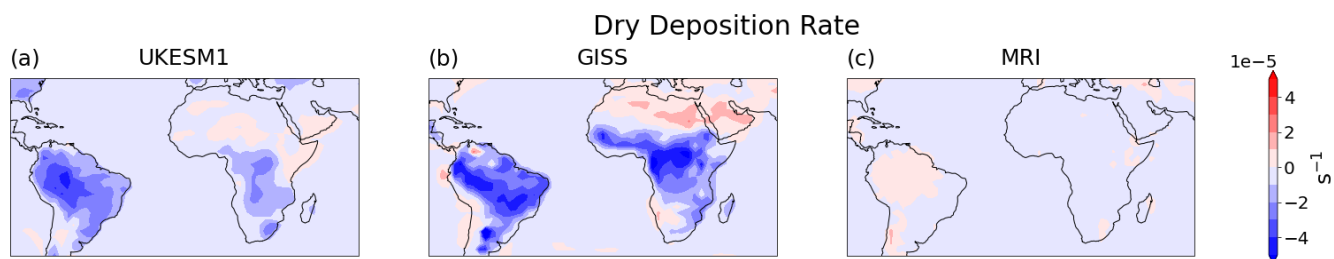 Dry Deposition Rate
(a) UKESM1
(b) GISS
(c) MRI
1e−5
4
2
0
−2
−4
s⁻¹